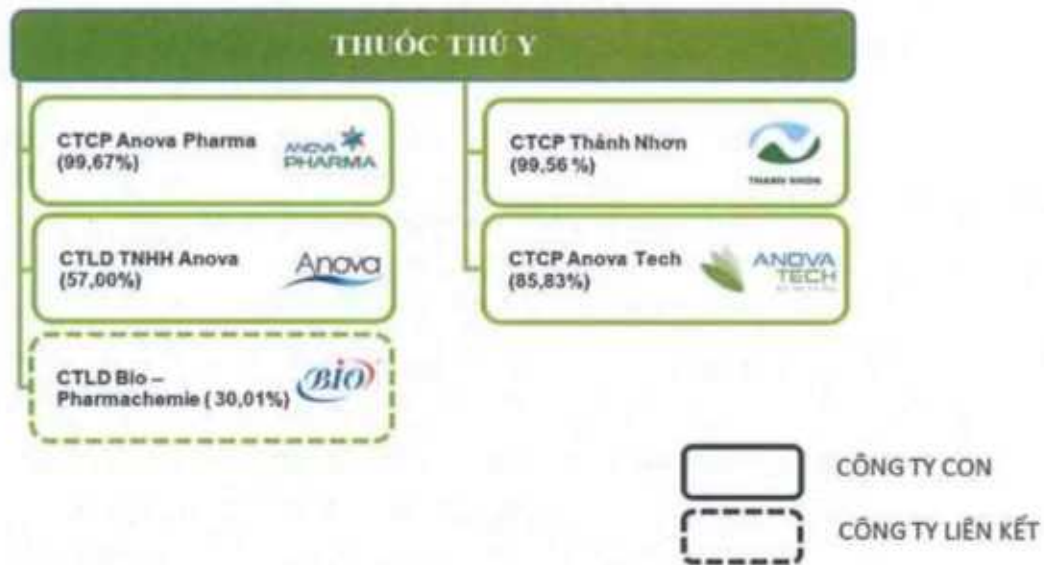 THUỐC THÚ Y
CTCP Anova Pharma
(99,67%)
ANOVA
PHARMA
CTLD TNHH Anova
(57,00%)
Anova
CTLD Bio –
Pharmachemie ( 30,01%)
BiO
CTCP Thành Nhơn
(99,56 %)
THANH NHON
CTCP Anova Tech
(85,83%)
ANOVA
TECH
CÔNG TY CON
CÔNG TY LIÊN KẾT